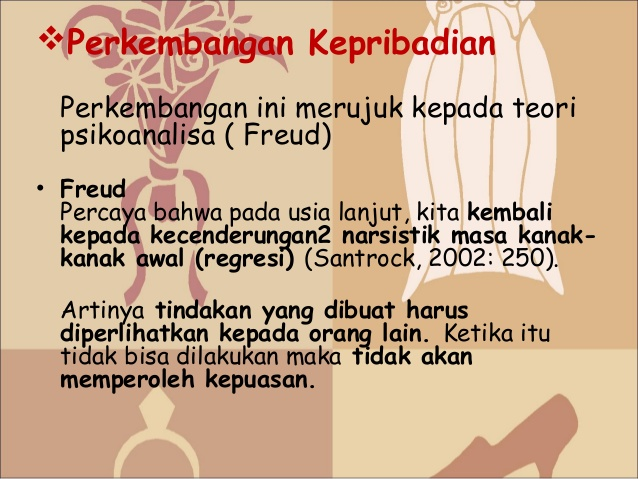 ❖Perkembangan Kepribadian
Perkembangan ini merujuk kepada teori
psikoanalisa ( Freud)
• Freud
Percaya bahwa pada usia lanjut, kita kembali
kepada kecenderungan2 narsistik masa kanak-
kanak awal (regresi) (Santrock, 2002: 250).
Artinya tindakan yang dibuat harus
diperlihatkan kepada orang lain. Ketika itu
tidak bisa dilakukan maka tidak akan
memperoleh kepuasan.